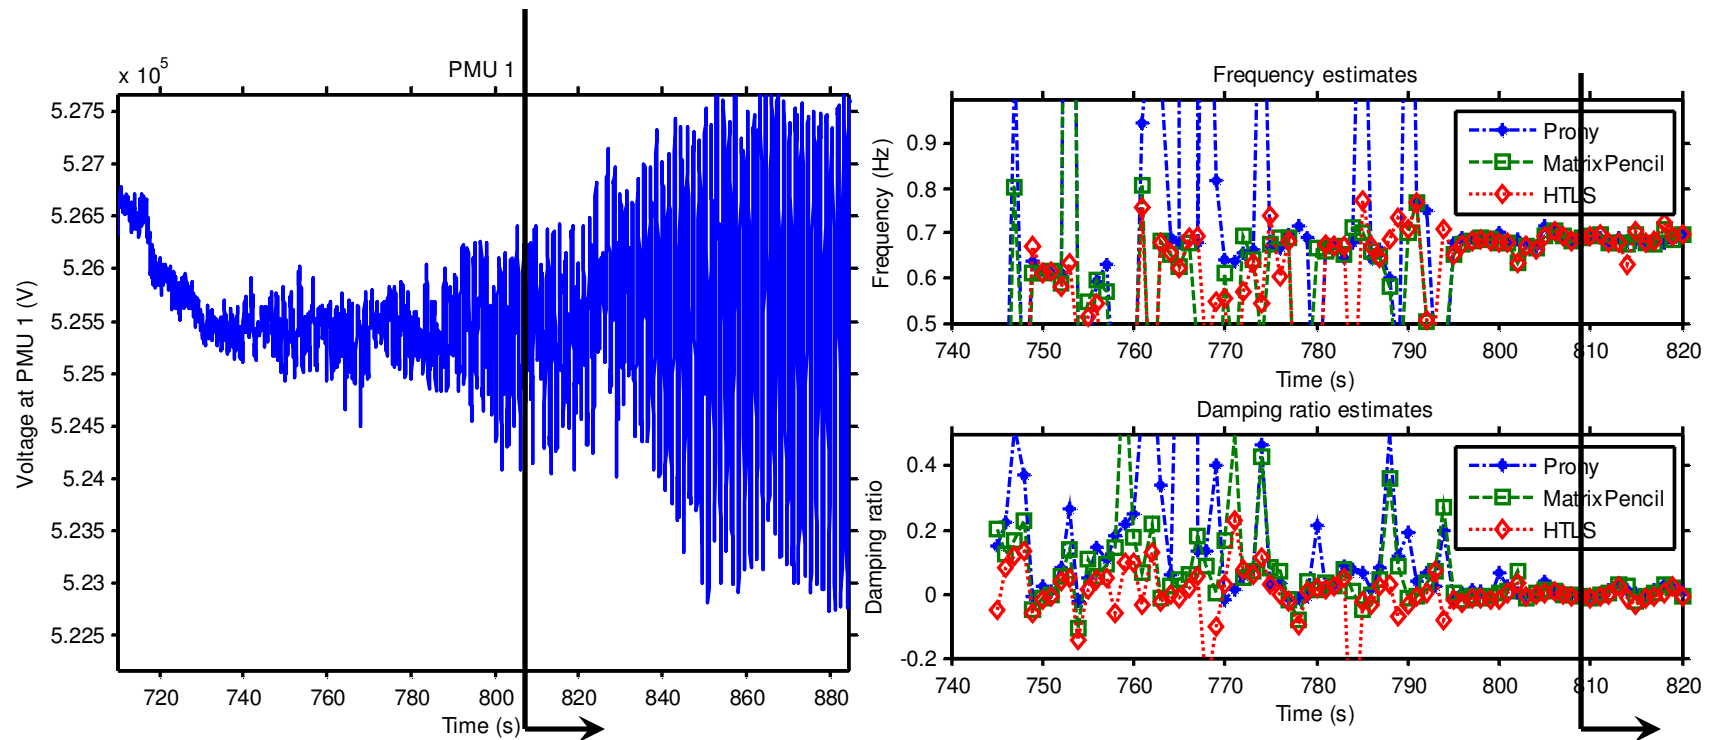 PMU 1
x 10
5
5.275
5.27
5.265
5.26
5.255
5.25
5.245
5.24
5.235
5.23
5.225
Voltage at PMU 1 (V)
720 740 760 780 800 820 840 860 880
Time (s)
Frequency estimates
0.9
0.8
0.7
0.6
0.5
Frequency (Hz)
Prony
MatrixPencil
HTLS
740 750 760 770 780 790 800 810 820
Time (s)
Damping ratio estimates
0.4
0.2
0
-0.2
Damping ratio
Prony
MatrixPencil
HTLS
740 750 760 770 780 790 800 810 820
Time (s)